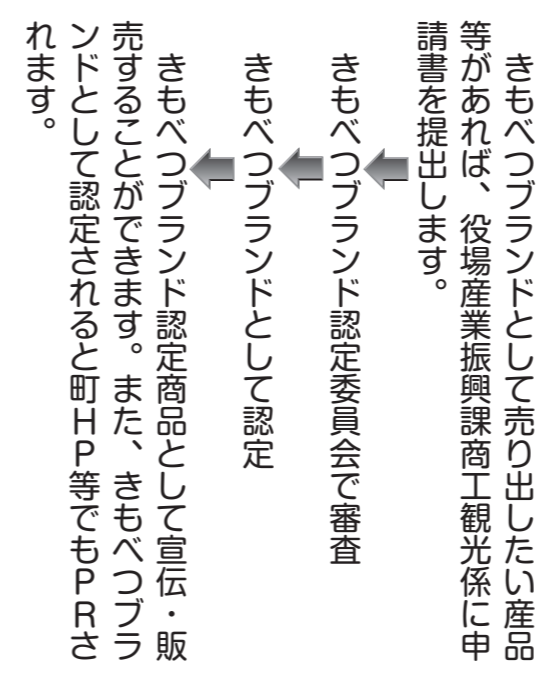 きもべつブランドとして売り出したい産品
等があれば、役場産業振興課商工観光係に申
請書を提出します。
きもべつブランド認定委員会で審査
きもべつブランドとして認定
きもべつブランド認定商品として宣伝・販
売することができます。また、きもべつブラ
ンドとして認定されると町HP等でもPRさ
れます。